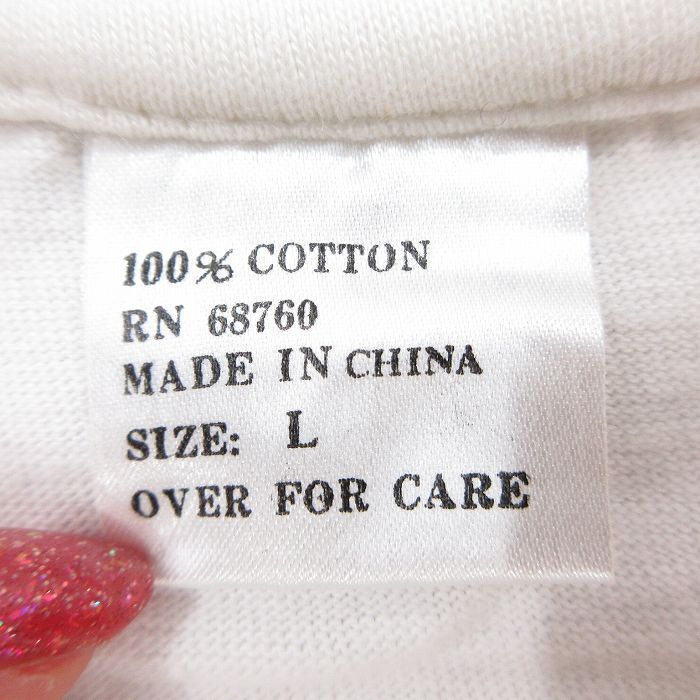 100% COTTON
RN 68760
MADE IN CHINA
SIZE: L
OVER FOR CARE